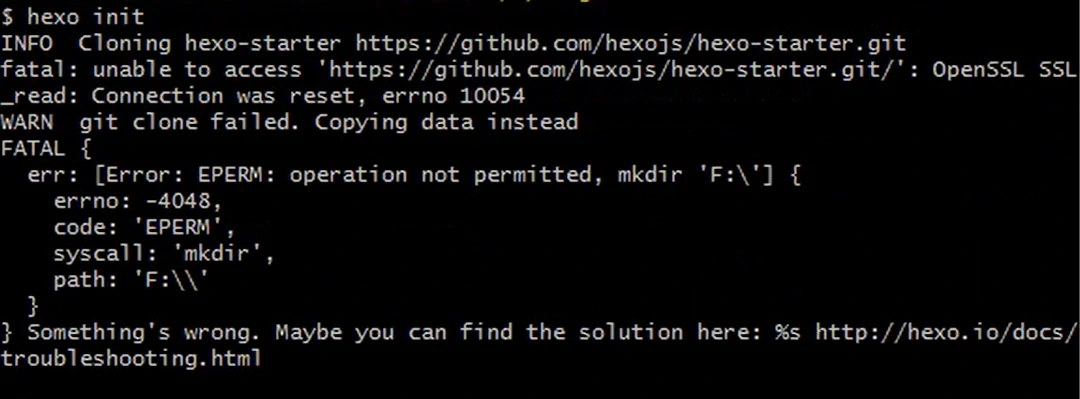 $ hexo init
INFO  Cloning hexo-starter https://github.com/hexojs/hexo-starter.git
fatal: unable to access 'https://github.com/hexojs/hexo-starter.git/': OpenSSL SSL
_read: Connection was reset, errno 10054
WARN  git clone failed. Copying data instead
FATAL {
  err: [Error: EPERM: operation not permitted, mkdir 'F:\'] {
    errno: -4048,
    code: 'EPERM',
    syscall: 'mkdir',
    path: 'F:\\'
  }
} Something's wrong. Maybe you can find the solution here: %s http://hexo.io/docs/
troubleshooting.html